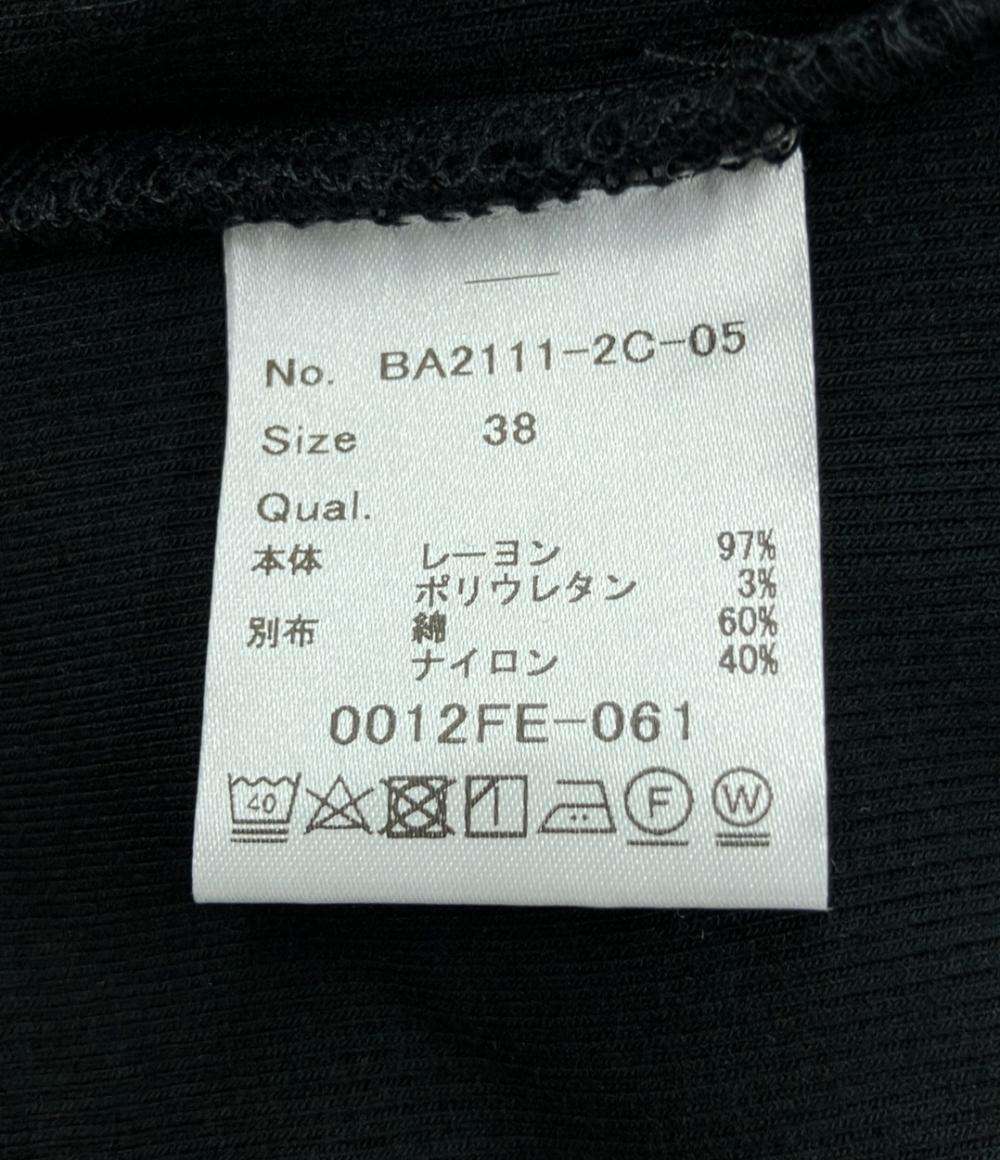 No. BA2111-2C-05
Size 38
Qual.
本体 レーヨン 97%
ポリウレタン 3%
別布 綿 60%
ナイロン 40%
0012FE-061
40 F W